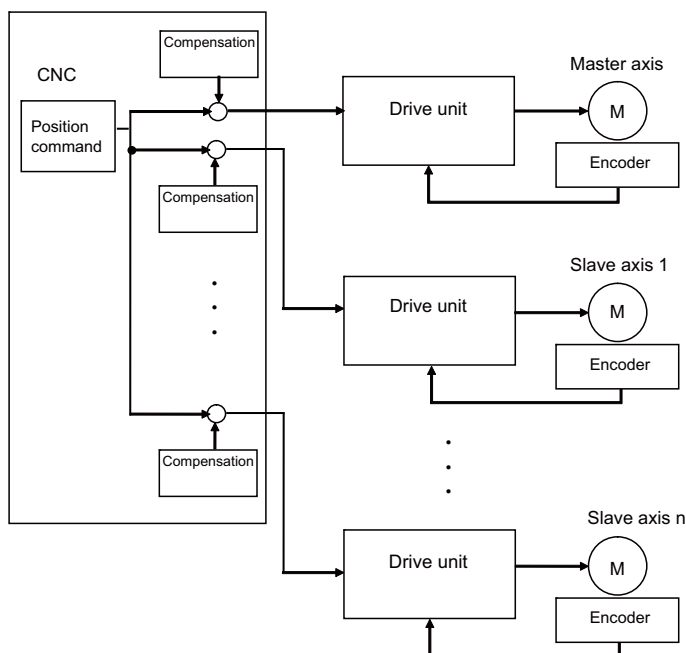 Compensation
CNC
Position
command
Compensation
Compensation
Drive unit
Master axis
M
Encoder
Drive unit
Slave axis 1
M
Encoder
Drive unit
Slave axis n
M
Encoder